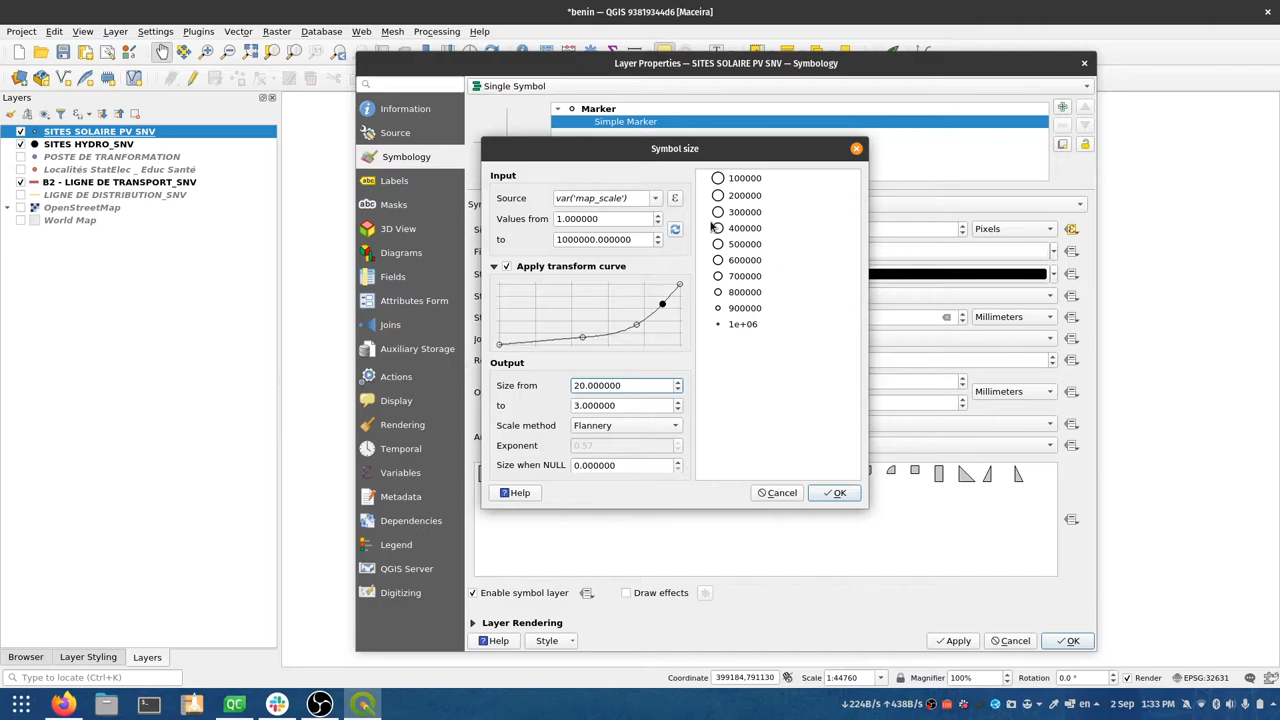 *benin — QGIS 93819344d6 [Maceira]
Project Edit View Layer Settings Plugins Vector Raster Database Web Mesh Processing Help
Layers
SITES SOLAIRE PV SNV
SITES HYDRO_SNV
POSTE DE TRANFORMATION
Localités StatElec _ Educ Santé
B2 - LIGNE DE TRANSPORT_SNV
LIGNE DE DISTRIBUTION_SNV
OpenStreetMap
World Map
Browser Layer Styling Layers
Type to locate (Ctrl+K)
Layer Properties — SITES SOLAIRE PV SNV — Symbology
Information
Source
Symbology
Labels
Masks
3D View
Diagrams
Fields
Attributes Form
Joins
Auxiliary Storage
Actions
Display
Rendering
Temporal
Variables
Metadata
Dependencies
Legend
QGIS Server
Digitizing
Single Symbol
Marker
Simple Marker
Pixels
Millimeters
Millimeters
Symbol size
Input
Source var('map_scale') ε
Values from 1.000000
to 1000000.000000
Apply transform curve
Output
Size from 20.000000
to 3.000000
Scale method Flannery
Exponent 0.57
Size when NULL 0.000000
100000
200000
300000
400000
500000
600000
700000
800000
900000
1e+06
Help Cancel OK
Enable symbol layer Draw effects
Layer Rendering
Help Style Apply Cancel OK
Coordinate 399184,791130 Scale 1:44760 Magnifier 100% Rotation 0.0 ° Render EPSG:32631
224B/s 438B/s en 2 Sep 1:33 PM